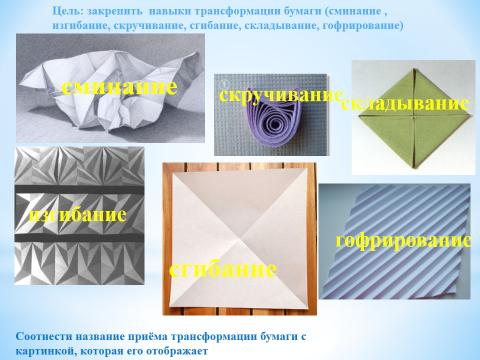 Цель: закрепить навыки трансформации бумаги (сминание ,
изгибание, скручивание, сгибание, складывание, гофрирование)
сминание
скручивание
складывание
изгибание
сгибание
гофрирование
Соотнести название приёма трансформации бумаги с
картинкой, которая его отображает